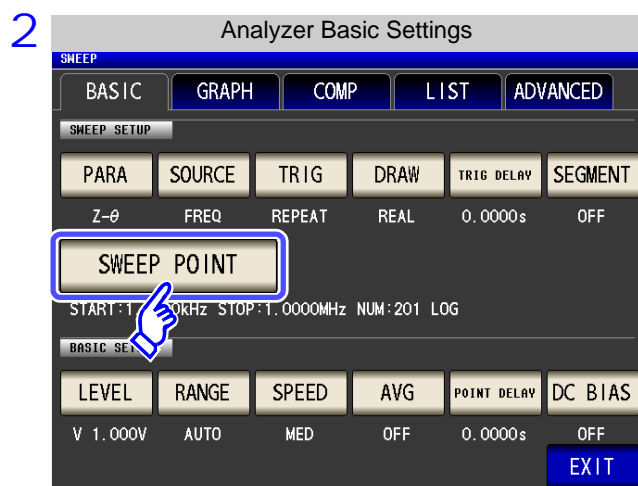 2
Analyzer Basic Settings
SWEEP
BASIC GRAPH COMP LIST ADVANCED
SWEEP SETUP
PARA SOURCE TRIG DRAW TRIG DELAY SEGMENT
Z-θ FREQ REPEAT REAL 0.0000s OFF
SWEEP POINT
START:1. 0kHz STOP:1.0000MHz NUM:201 LOG
BASIC SE
LEVEL RANGE SPEED AVG POINT DELAY DC BIAS
V 1.000V AUTO MED OFF 0.0000s OFF
EXIT